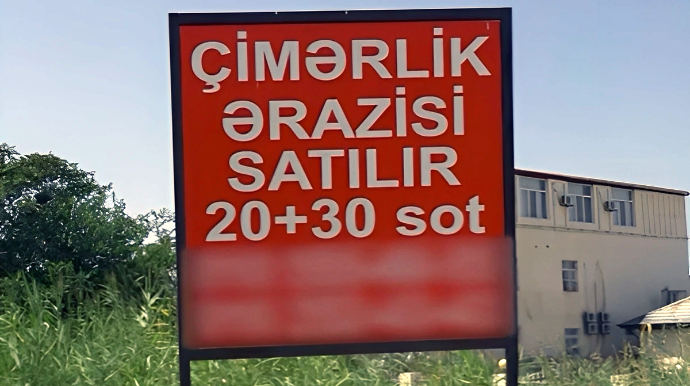 ÇİMƏRLİK
ƏRAZİSİ
SATILIR
20+30 sot